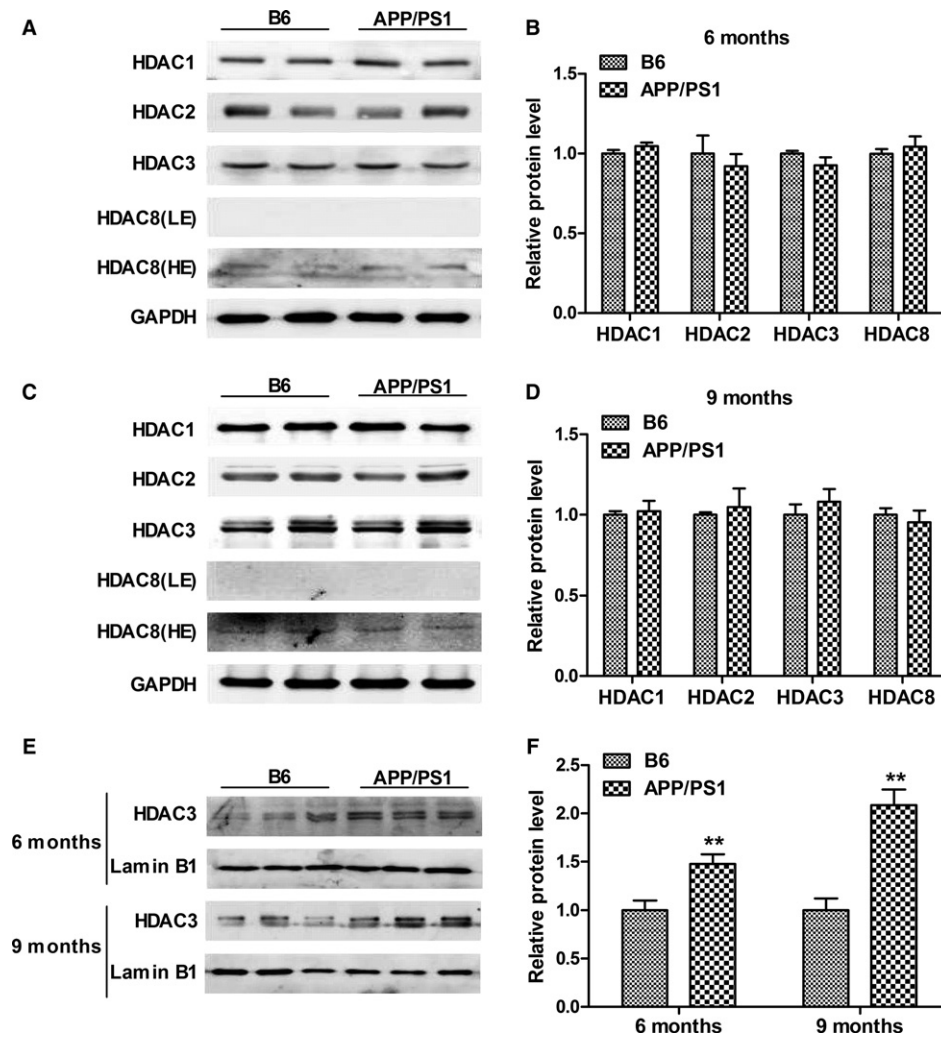 A
B6 APP/PS1
HDAC1
HDAC2
HDAC3
HDAC8(LE)
HDAC8(HE)
GAPDH
B
6 months
B6
APP/PS1
Relative protein level
1.5
1.0
0.5
0.0
HDAC1 HDAC2 HDAC3 HDAC8
C
B6 APP/PS1
HDAC1
HDAC2
HDAC3
HDAC8(LE)
HDAC8(HE)
GAPDH
D
9 months
B6
APP/PS1
Relative protein level
1.5
1.0
0.5
0.0
HDAC1 HDAC2 HDAC3 HDAC8
E
B6 APP/PS1
6 months
HDAC3
Lamin B1
9 months
HDAC3
Lamin B1
F
B6
APP/PS1
Relative protein level
2.5
2.0
1.5
1.0
0.5
0.0
**
**
6 months 9 months